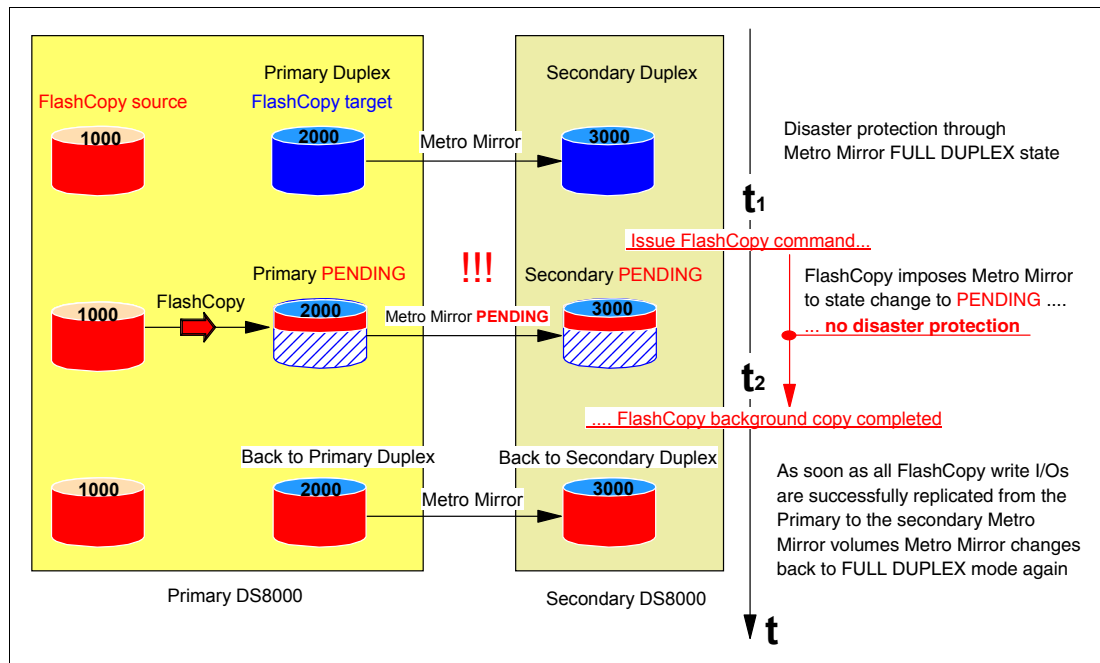 Primary Duplex
Secondary Duplex
FlashCopy source
FlashCopy target
1000
2000
3000
Metro Mirror
Disaster protection through
Metro Mirror FULL DUPLEX state
t1
Issue FlashCopy command...
Primary PENDING
!!!
Secondary PENDING
FlashCopy imposes Metro Mirror
to state change to PENDING ....
... no disaster protection
FlashCopy
1000
2000
3000
Metro Mirror PENDING
t2
.... FlashCopy background copy completed
Back to Primary Duplex
Back to Secondary Duplex
1000
2000
3000
Metro Mirror
As soon as all FlashCopy write I/Os
are successfully replicated from the
Primary to the secondary Metro
Mirror volumes Metro Mirror changes
back to FULL DUPLEX mode again
Primary DS8000
Secondary DS8000
t